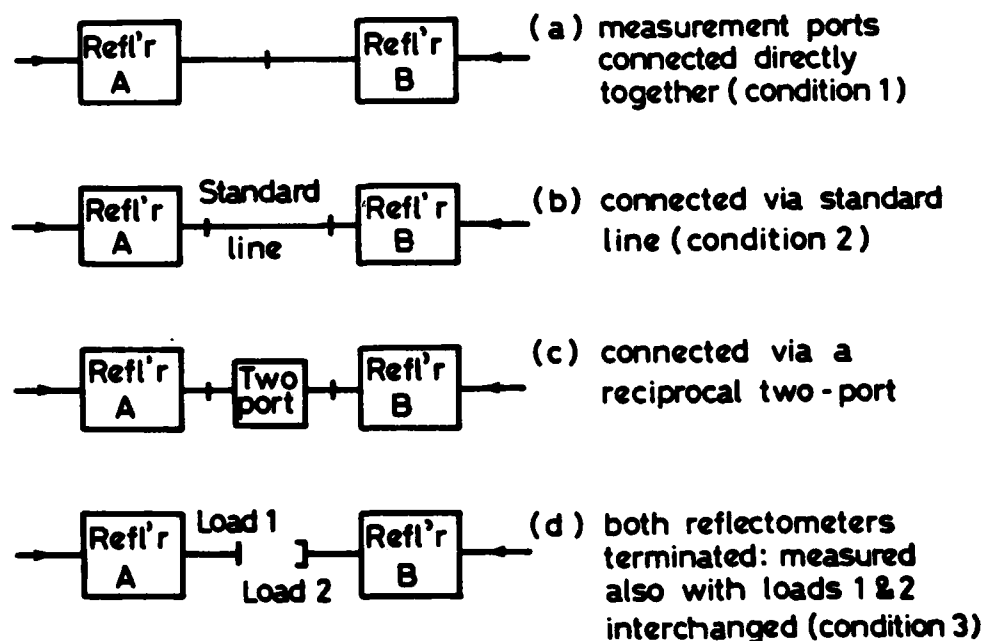 Refl'r
A
Refl'r
B
(a) measurement ports
connected directly
together (condition 1)
Refl'r
A
Standard
line
Refl'r
B
(b) connected via standard
line (condition 2)
Refl'r
A
Two
port
Refl'r
B
(c) connected via a
reciprocal two-port
Refl'r
A
Load 1
Load 2
Refl'r
B
(d) both reflectometers
terminated: measured
also with loads 1 & 2
interchanged (condition 3)